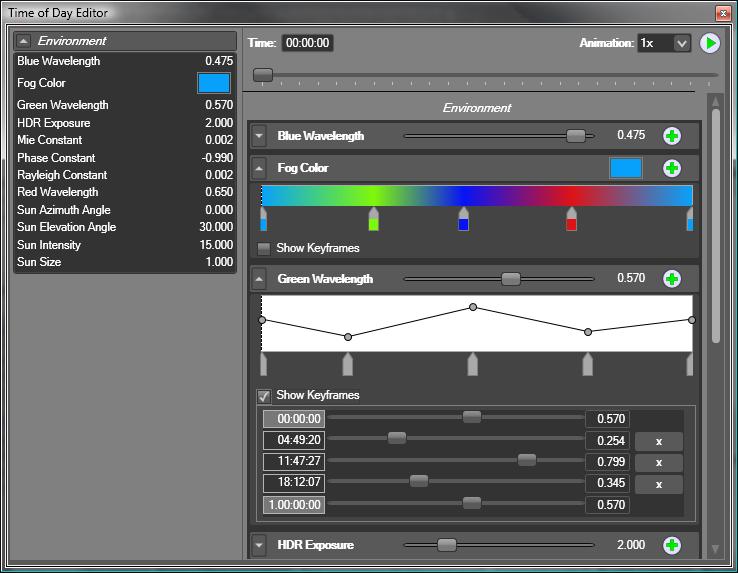 Time of Day Editor
Environment
Blue Wavelength 0.475
Fog Color
Green Wavelength 0.570
HDR Exposure 2.000
Mie Constant 0.002
Phase Constant -0.990
Rayleigh Constant 0.002
Red Wavelength 0.650
Sun Azimuth Angle 0.000
Sun Elevation Angle 30.000
Sun Intensity 15.000
Sun Size 1.000
Time: 00:00:00 Animation: 1x
Environment
Blue Wavelength 0.475
Fog Color
Show Keyframes
Green Wavelength 0.570
Show Keyframes
00:00:00 0.570
04:49:20 0.254 x
11:47:27 0.799 x
18:12:07 0.345 x
1.00:00:00 0.570
HDR Exposure 2.000